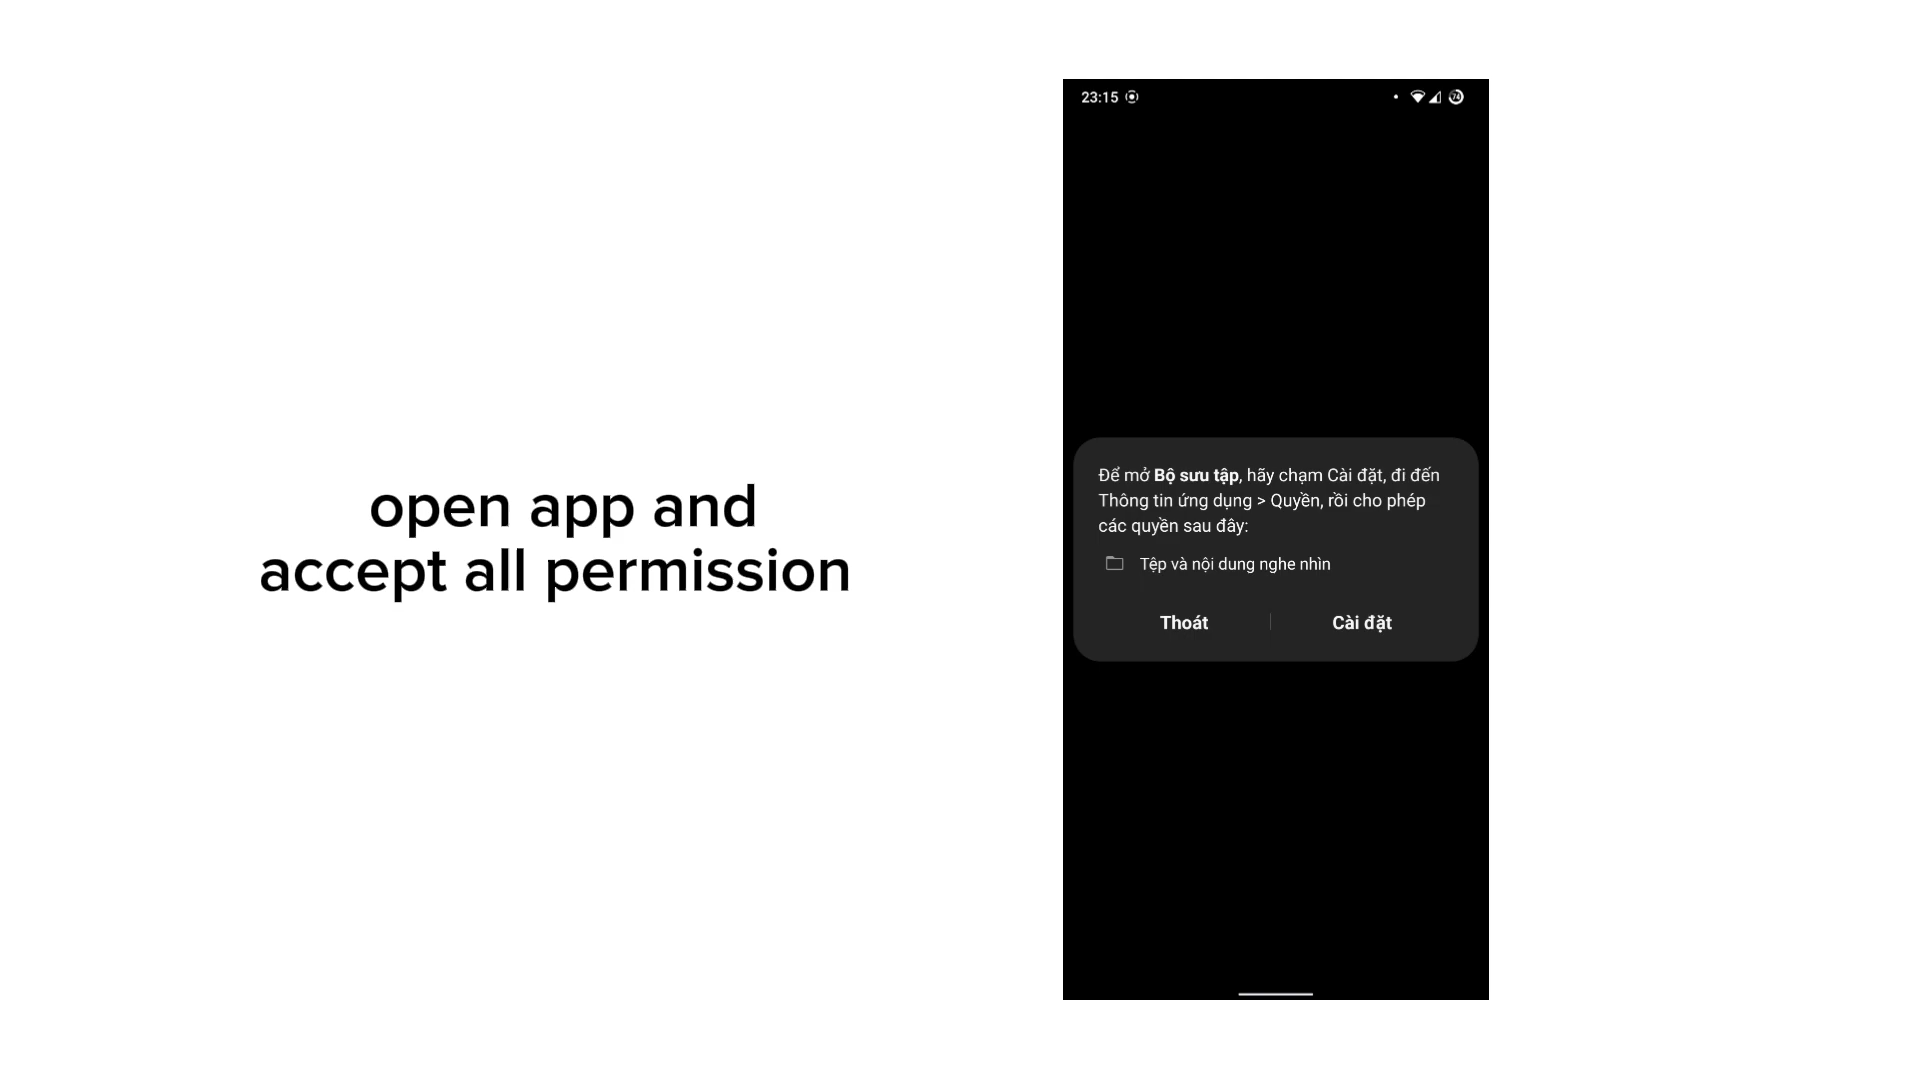 open app and
accept all permission
23:15
74
Để mở Bộ sưu tập, hãy chạm Cài đặt, đi đến
Thông tin ứng dụng > Quyền, rồi cho phép
các quyền sau đây:
Tệp và nội dung nghe nhìn
Thoát
Cài đặt